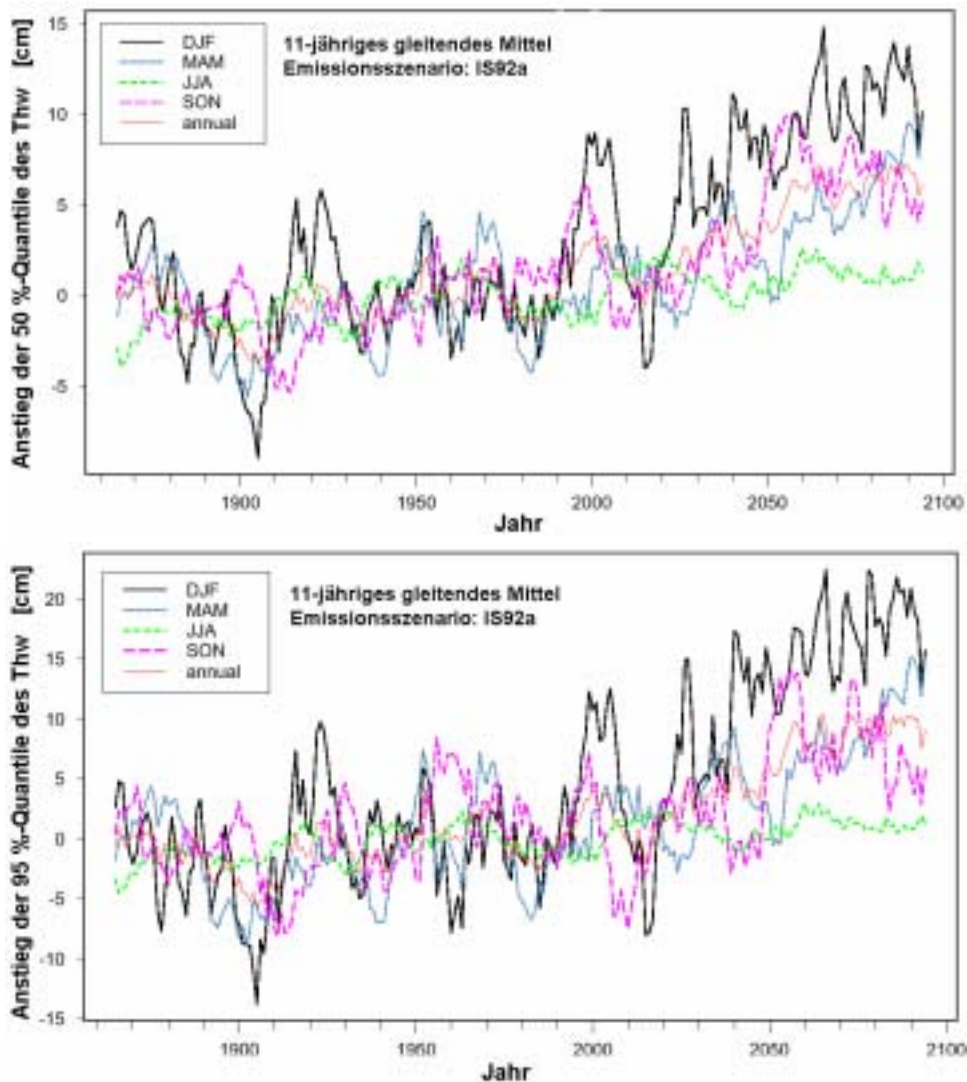 Anstieg der 50 %-Quantile des Thw [cm]
15
10
5
0
-5
DJF
MAM
JJA
SON
annual
11-jähriges gleitendes Mittel
Emissionsszenario: IS92a
1900
1950
2000
2050
2100
Jahr
Anstieg der 95 %-Quantile des Thw [cm]
20
15
10
5
0
-5
-10
-15
DJF
MAM
JJA
SON
annual
11-jähriges gleitendes Mittel
Emissionsszenario: IS92a
1900
1950
2000
2050
2100
Jahr